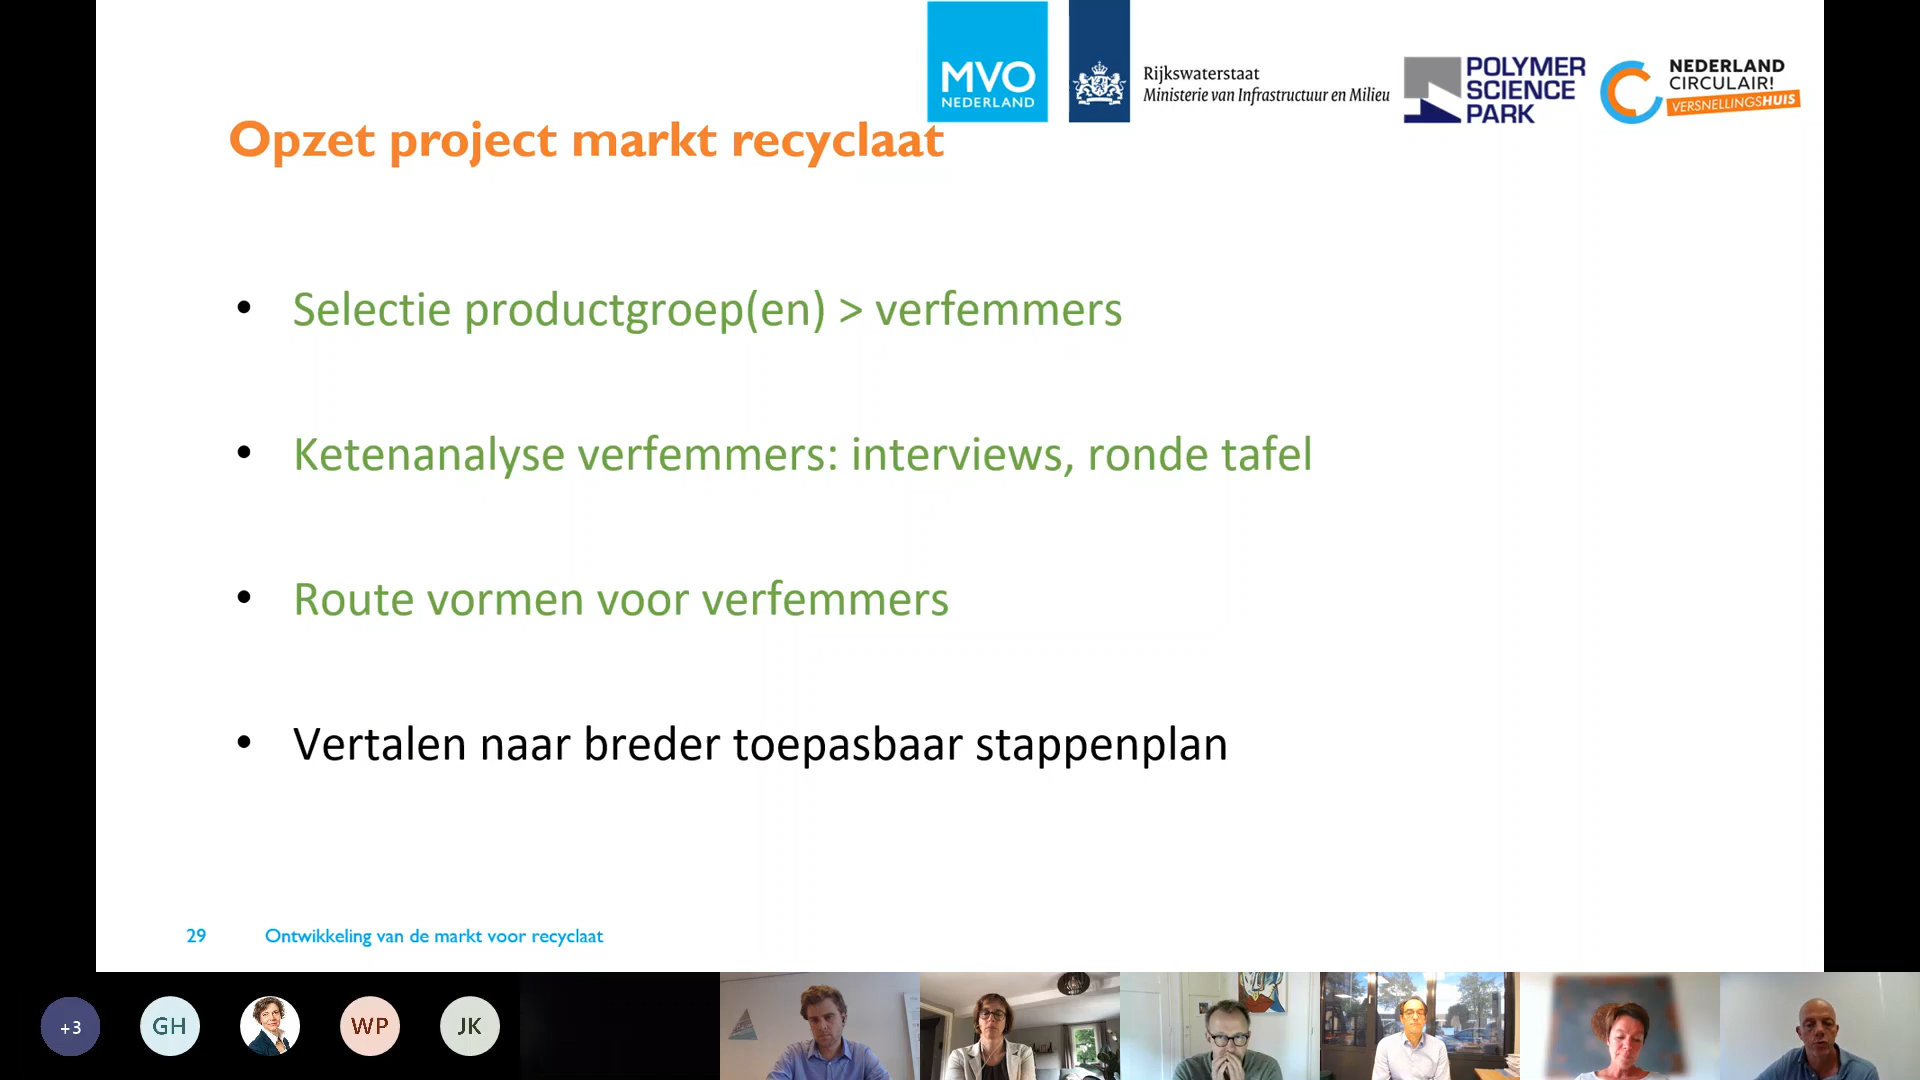 MVO
NEDERLAND
Rijkswaterstaat
Ministerie van Infrastructuur en Milieu
POLYMER
SCIENCE
PARK
NEDERLAND
CIRCULAIR!
VERSNELLINGSHUIS
Opzet project markt recyclaat
• Selectie productgroep(en) > verfemmers
• Ketenanalyse verfemmers: interviews, ronde tafel
• Route vormen voor verfemmers
• Vertalen naar breder toepasbaar stappenplan
29 Ontwikkeling van de markt voor recyclaat
+3 GH WP JK